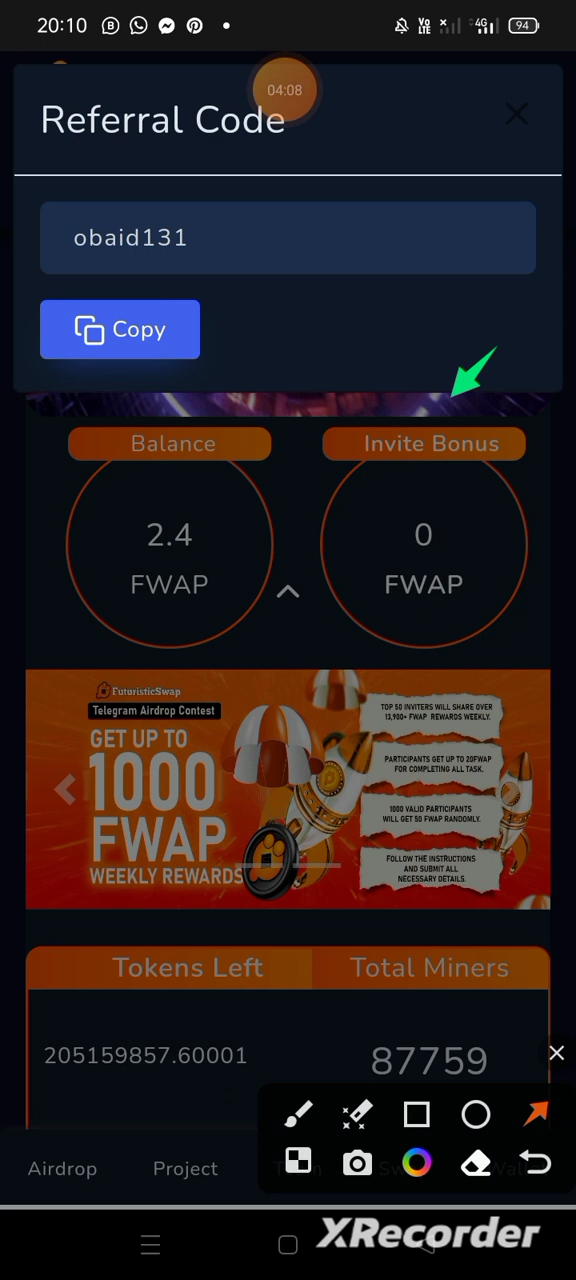 20:10
Vo LTE
4G
94
04:08
Referral Code
obaid131
Copy
Balance
Invite Bonus
2.4
0
FWAP
FWAP
FuturisticSwap
Telegram Airdrop Contest
GET UP TO
1000
FWAP
WEEKLY REWARDS
TOP 50 INVITERS WILL SHARE OVER
13,900+ FWAP REWARDS WEEKLY.
PARTICIPANTS GET UP TO 20FWAP
FOR COMPLETING ALL TASK.
1000 VALID PARTICIPANTS
WILL GET 50 FWAP RANDOMLY.
FOLLOW THE INSTRUCTIONS
AND SUBMIT ALL
NECESSARY DETAILS.
Tokens Left
Total Miners
205159857.60001
87759
Airdrop
Project
XRecorder